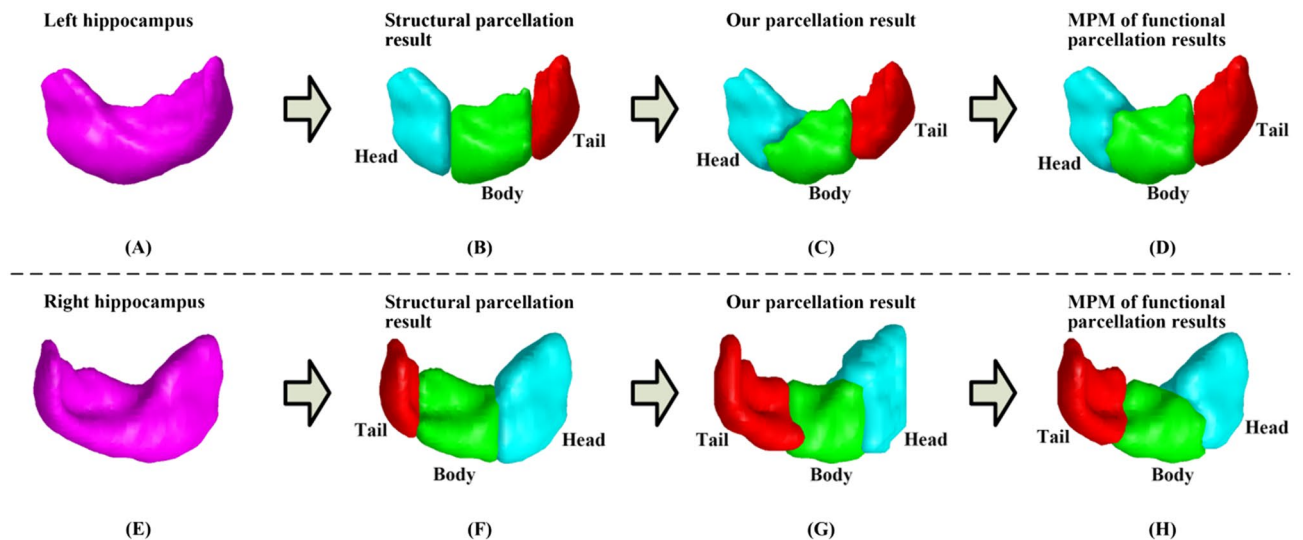 Left hippocampus
Structural parcellation
result
Our parcellation result
MPM of functional
parcellation results
Head
Body
Tail
Head
Body
Tail
Head
Body
Tail
(A)
(B)
(C)
(D)
Right hippocampus
Structural parcellation
result
Our parcellation result
MPM of functional
parcellation results
Tail
Body
Head
Tail
Body
Head
Tail
Body
Head
(E)
(F)
(G)
(H)